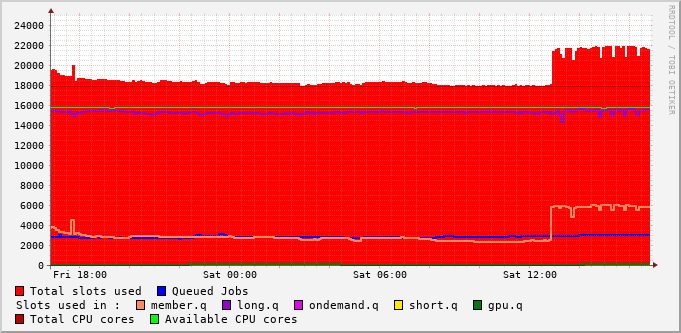 24000
22000
20000
18000
16000
14000
12000
10000
8000
6000
4000
2000
0
Fri 18:00 Sat 00:00 Sat 06:00 Sat 12:00
Total slots used Queued Jobs
Slots used in : member.q long.q ondemand.q short.q gpu.q
Total CPU cores Available CPU cores
RRDTOOL / TOBI OETIKER